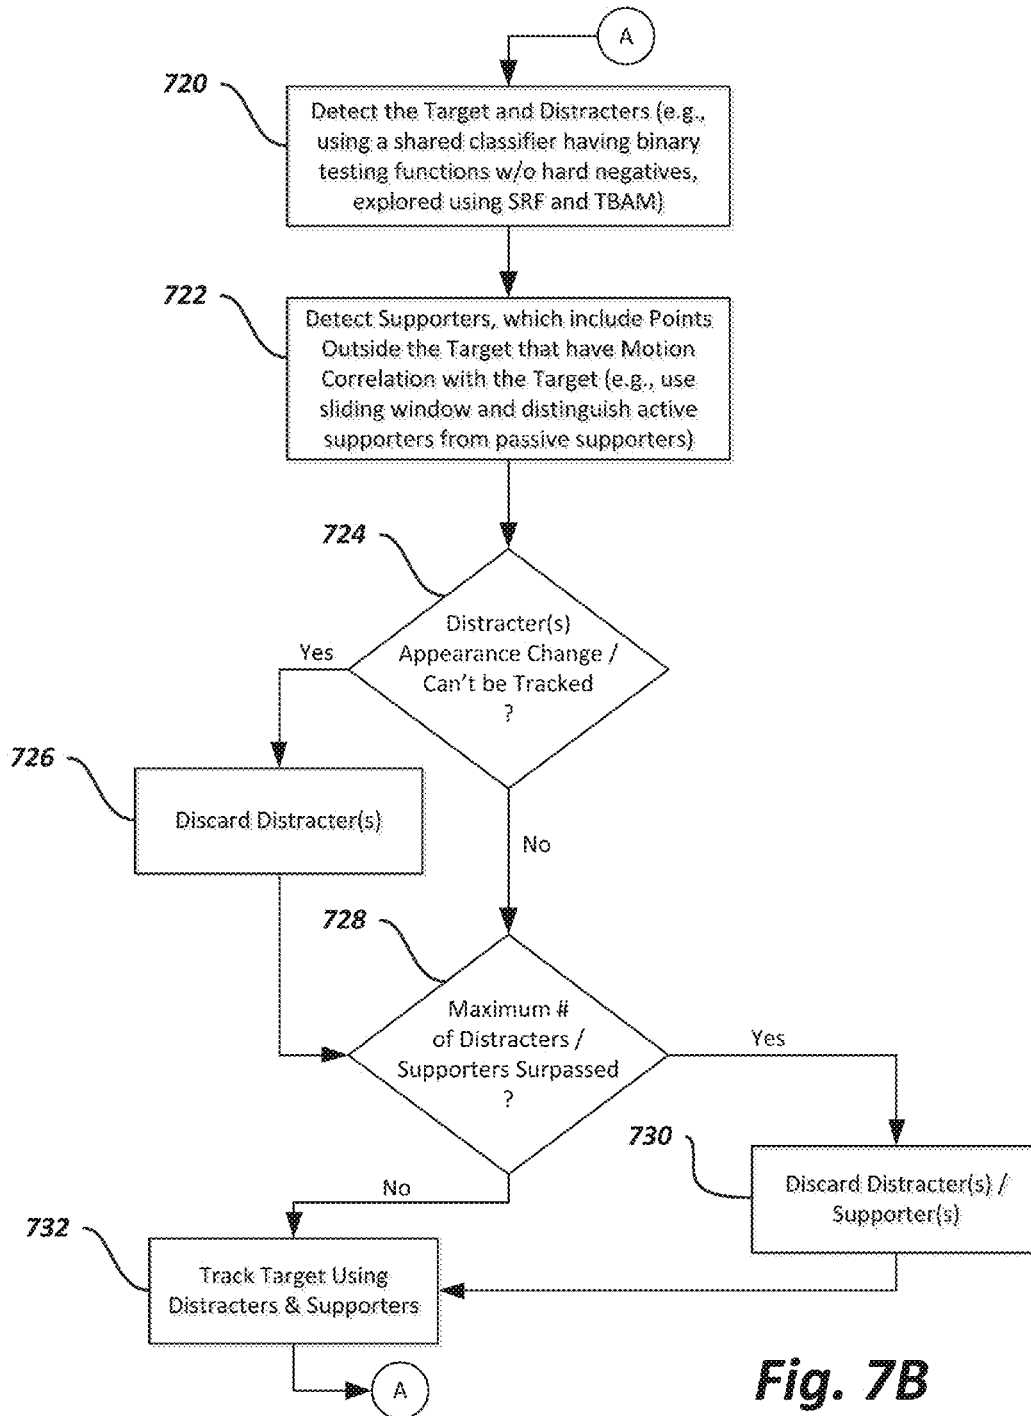 A
720
Detect the Target and Distracters (e.g.,
using a shared classifier having binary
testing functions w/o hard negatives,
explored using SRF and TBAM)
722
Detect Supporters, which include Points
Outside the Target that have Motion
Correlation with the Target (e.g., use
sliding window and distinguish active
supporters from passive supporters)
724
Distracter(s)
Appearance Change /
Can't be Tracked
?
Yes
726
Discard Distracter(s)
No
728
Maximum #
of Distracters /
Supporters Surpassed
?
Yes
730
Discard Distracter(s) /
Supporter(s)
No
732
Track Target Using
Distracters & Supporters
A
Fig. 7B